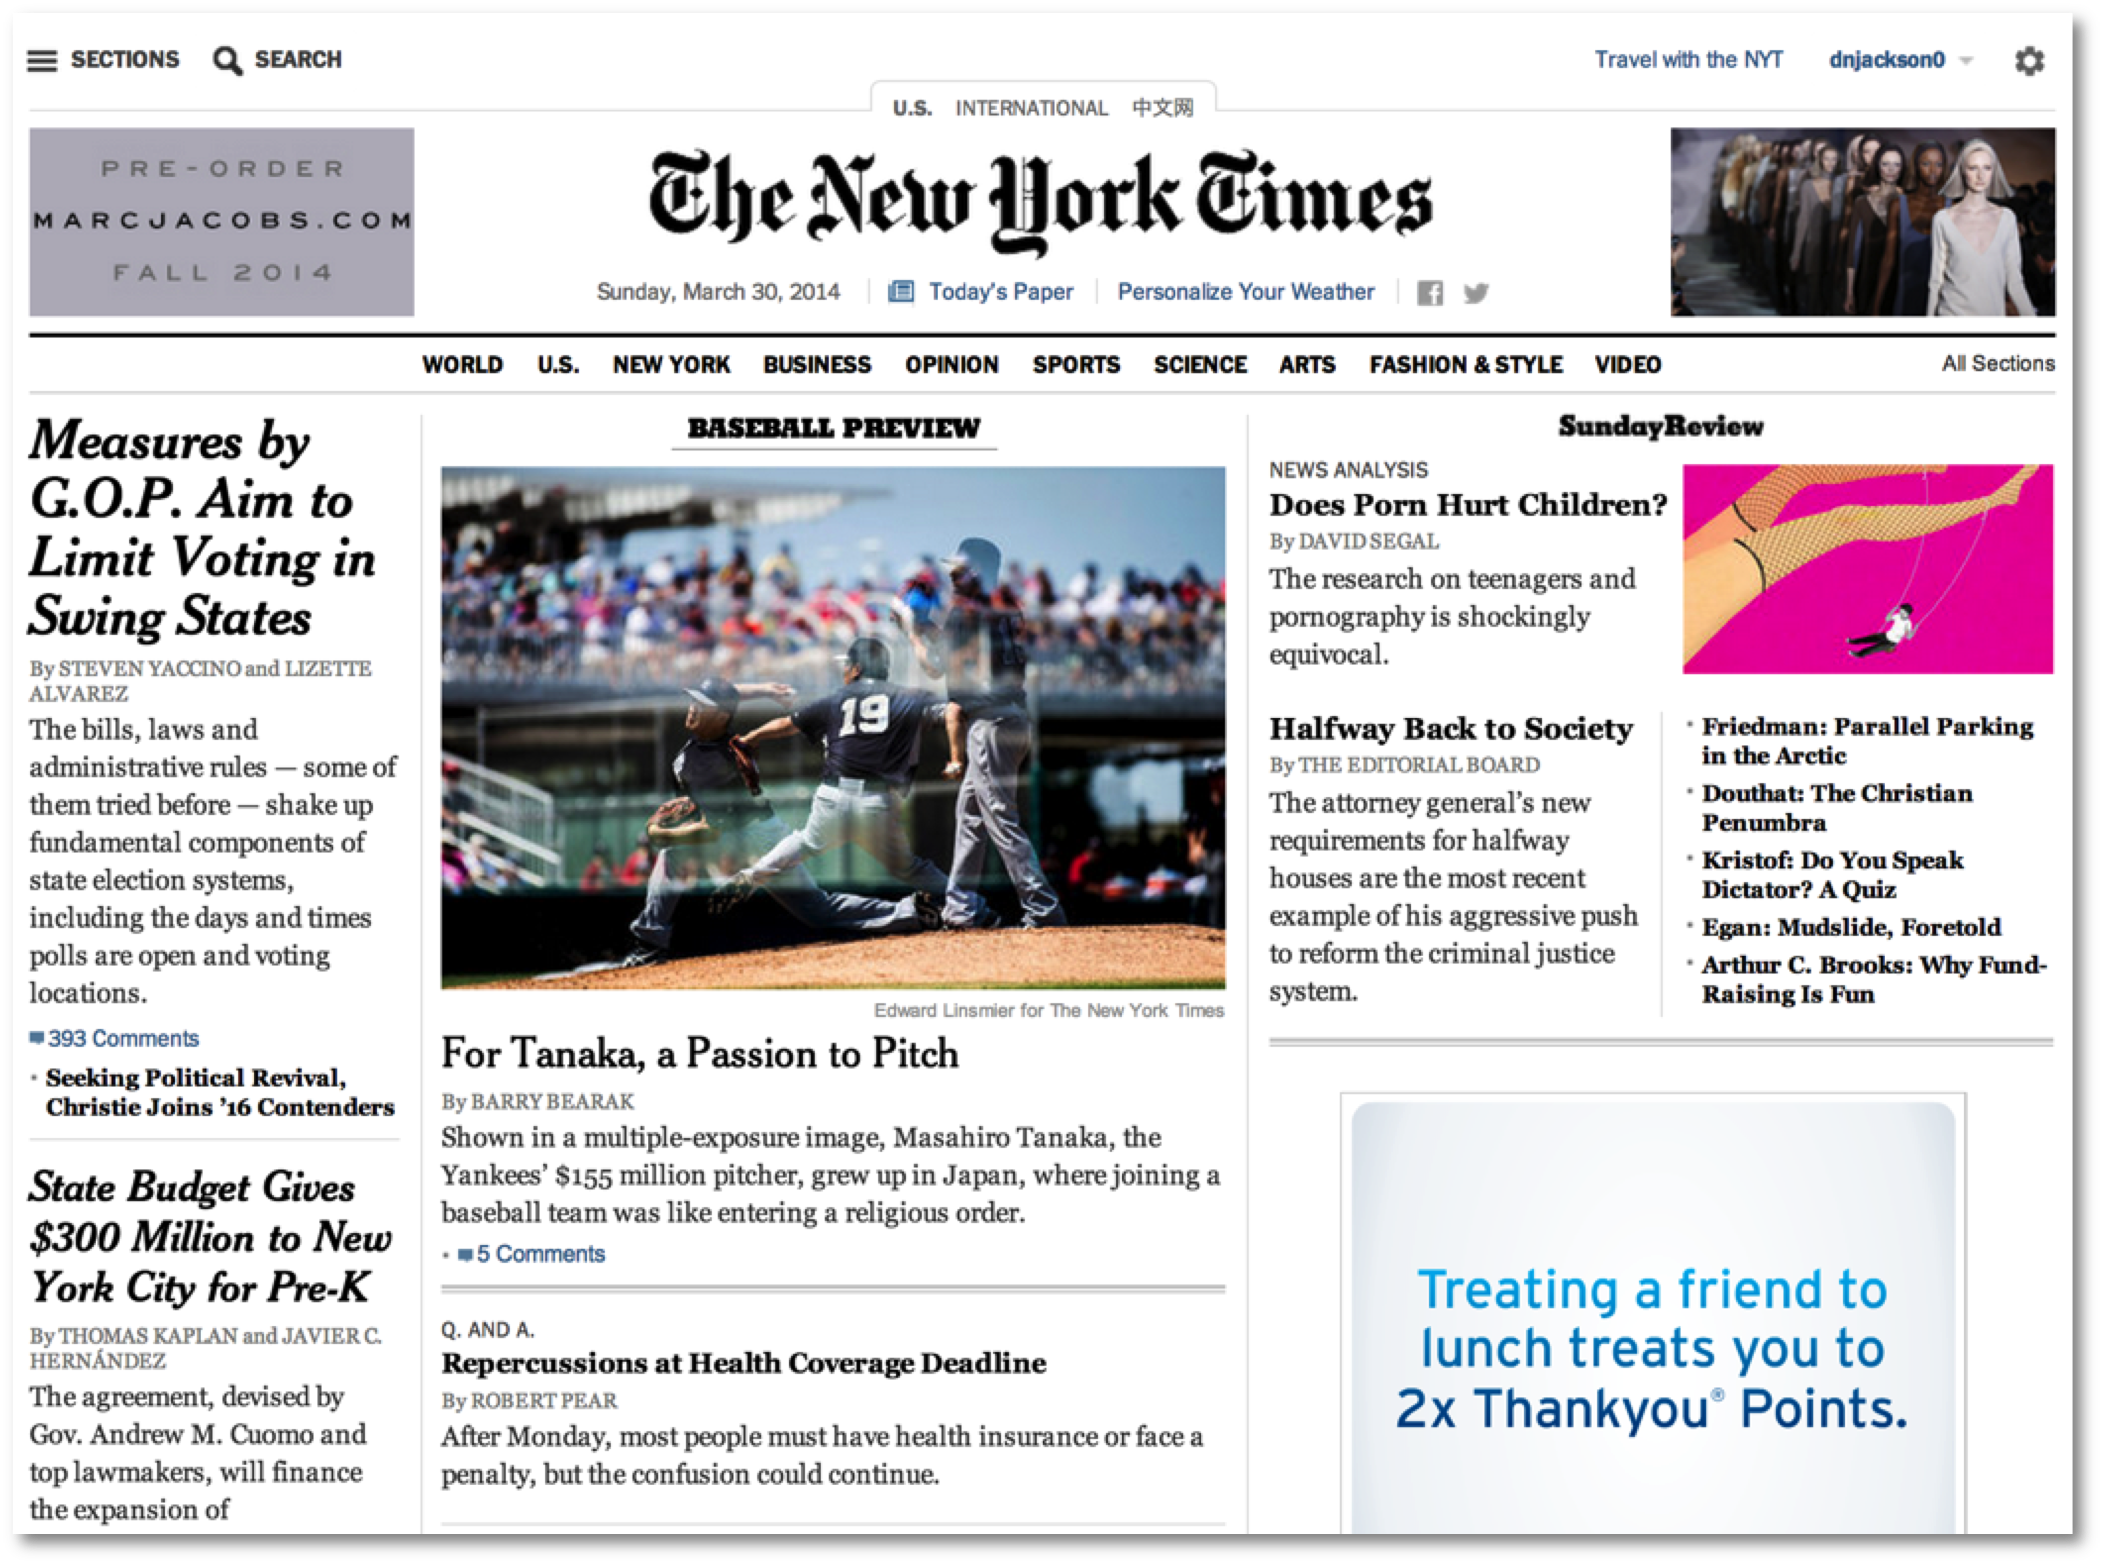 SECTIONS SEARCH
Travel with the NYT dnjackson0
U.S. INTERNATIONAL 中文网
PRE-ORDER
MARCJACOBS.COM
FALL 2014
The New York Times
Sunday, March 30, 2014 Today's Paper Personalize Your Weather
WORLD U.S. NEW YORK BUSINESS OPINION SPORTS SCIENCE ARTS FASHION & STYLE VIDEO All Sections
Measures by
G.O.P. Aim to
Limit Voting in
Swing States
By STEVEN YACCINO and LIZETTE
ALVAREZ
The bills, laws and
administrative rules — some of
them tried before — shake up
fundamental components of
state election systems,
including the days and times
polls are open and voting
locations.
393 Comments
• Seeking Political Revival,
Christie Joins ’16 Contenders
State Budget Gives
$300 Million to New
York City for Pre-K
By THOMAS KAPLAN and JAVIER C.
HERNÁNDEZ
The agreement, devised by
Gov. Andrew M. Cuomo and
top lawmakers, will finance
the expansion of
BASEBALL PREVIEW
19
Edward Linsmier for The New York Times
For Tanaka, a Passion to Pitch
By BARRY BEARAK
Shown in a multiple-exposure image, Masahiro Tanaka, the
Yankees’ $155 million pitcher, grew up in Japan, where joining a
baseball team was like entering a religious order.
• 5 Comments
Q. AND A.
Repercussions at Health Coverage Deadline
By ROBERT PEAR
After Monday, most people must have health insurance or face a
penalty, but the confusion could continue.
SundayReview
NEWS ANALYSIS
Does Porn Hurt Children?
By DAVID SEGAL
The research on teenagers and
pornography is shockingly
equivocal.
Halfway Back to Society
By THE EDITORIAL BOARD
The attorney general’s new
requirements for halfway
houses are the most recent
example of his aggressive push
to reform the criminal justice
system.
• Friedman: Parallel Parking
in the Arctic
• Douthat: The Christian
Penumbra
• Kristof: Do You Speak
Dictator? A Quiz
• Egan: Mudslide, Foretold
• Arthur C. Brooks: Why Fund-
Raising Is Fun
Treating a friend to
lunch treats you to
2x Thankyou® Points.